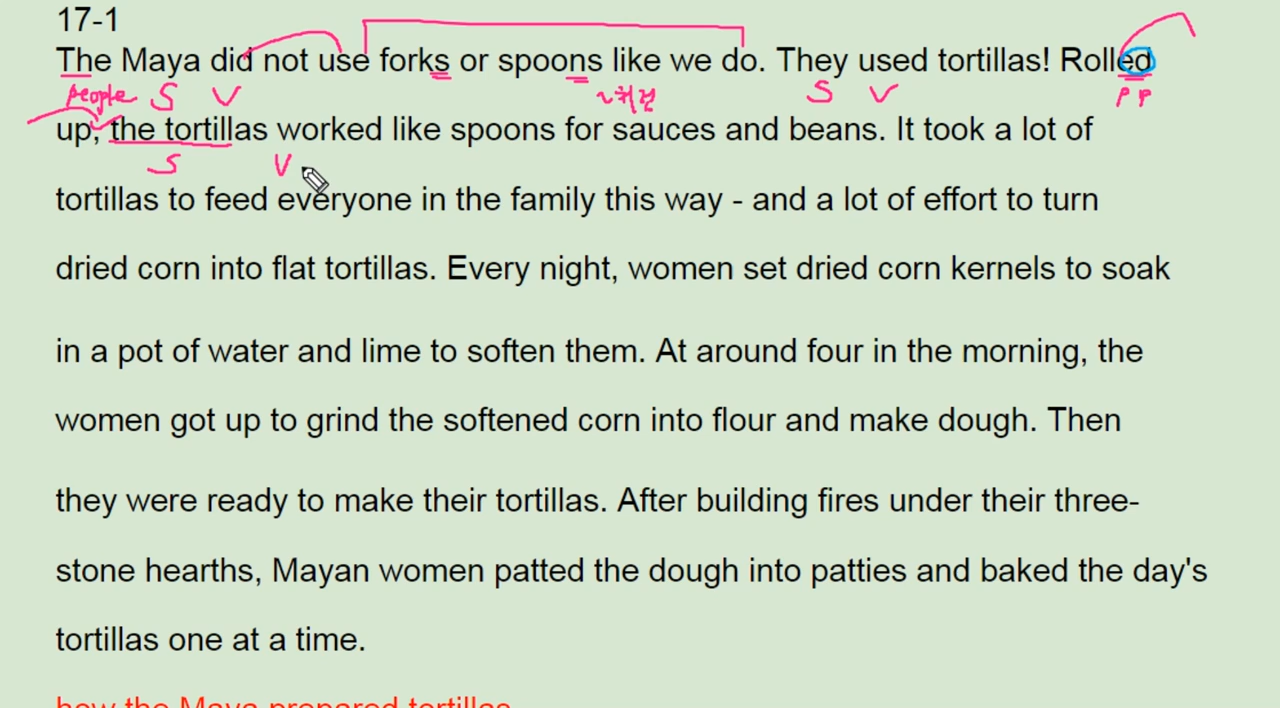 17-1
The Maya did not use forks or spoons like we do. They used tortillas! Rolled
people S V ~처럼 S V PP
up, the tortillas worked like spoons for sauces and beans. It took a lot of
S V
tortillas to feed everyone in the family this way - and a lot of effort to turn
dried corn into flat tortillas. Every night, women set dried corn kernels to soak
in a pot of water and lime to soften them. At around four in the morning, the
women got up to grind the softened corn into flour and make dough. Then
they were ready to make their tortillas. After building fires under their three-
stone hearths, Mayan women patted the dough into patties and baked the day's
tortillas one at a time.
how the Maya prepared tortillas